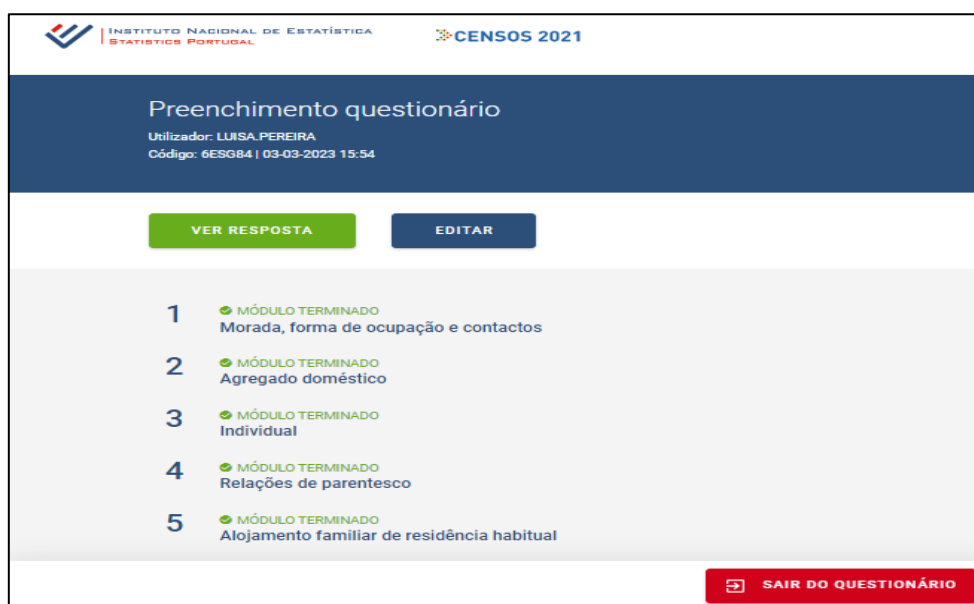 INSTITUTO NACIONAL DE ESTATÍSTICA
STATISTICS PORTUGAL
CENSOS 2021
Preenchimento questionário
Utilizador: LUISA.PEREIRA
Código: 6ESG84 | 03-03-2023 15:54
VER RESPOSTA EDITAR
1 MÓDULO TERMINADO
Morada, forma de ocupação e contactos
2 MÓDULO TERMINADO
Agregado doméstico
3 MÓDULO TERMINADO
Individual
4 MÓDULO TERMINADO
Relações de parentesco
5 MÓDULO TERMINADO
Alojamento familiar de residência habitual
SAIR DO QUESTIONÁRIO